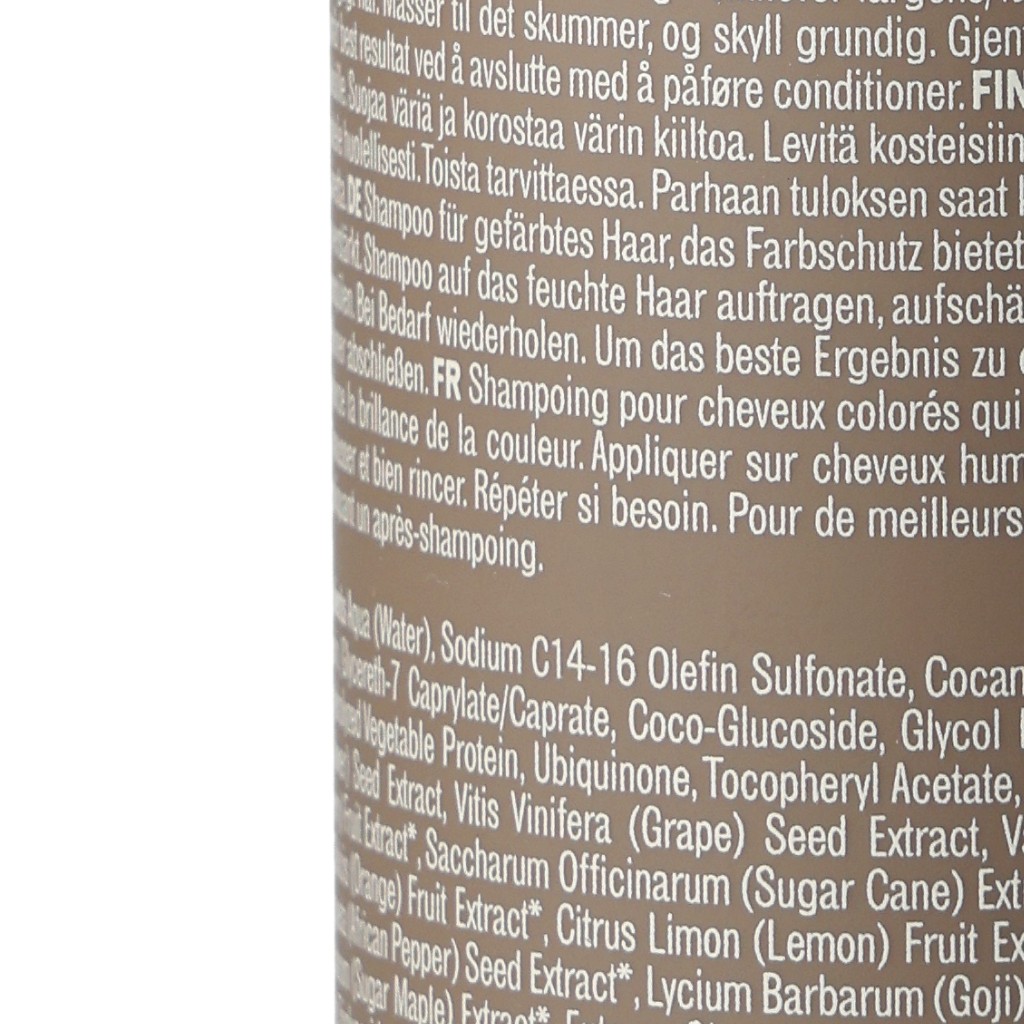 Masser til det skummer, og skyll grundig.
best resultat ved å avslutte med å påføre conditioner. FIN
Suojaa väriä ja korostaa värin kiiltoa. Levitä kosteisiin
huolellisesti. Toista tarvittaessa. Parhaan tuloksen saat
DE Shampoo für gefärbtes Haar, das Farbschutz bietet
Shampoo auf das feuchte Haar auftragen,
Bei Bedarf wiederholen. Um das beste Ergebnis zu
abschließen. FR Shampoing pour cheveux colorés qui
la brillance de la couleur. Appliquer sur cheveux
et bien rincer. Répéter si besoin. Pour de meilleurs
un après-shampoing.
Aqua (Water), Sodium C14-16 Olefin Sulfonate,
Glycereth-7 Caprylate/Caprate, Coco-Glucoside, Glycol
Vegetable Protein, Ubiquinone, Tocopheryl Acetate,
Seed Extract, Vitis Vinifera (Grape) Seed Extract,
Fruit Extract*, Saccharum Officinarum (Sugar Cane)
(Orange) Fruit Extract*, Citrus Limon (Lemon) Fruit
(African Pepper) Seed Extract*, Lycium Barbarum (Goji)
(Sugar Maple) Extract*,